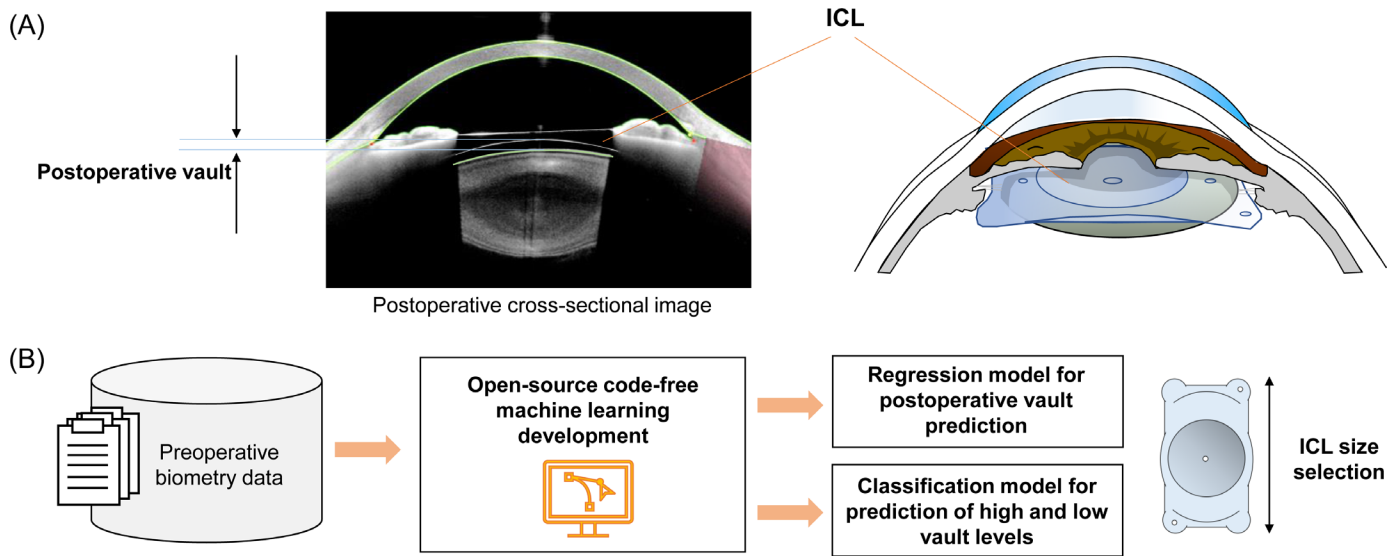 (A)
ICL
Postoperative vault
Postoperative cross-sectional image
(B)
Preoperative
biometry data
Open-source code-free
machine learning
development
Regression model for
postoperative vault
prediction
Classification model for
prediction of high and low
vault levels
ICL size
selection